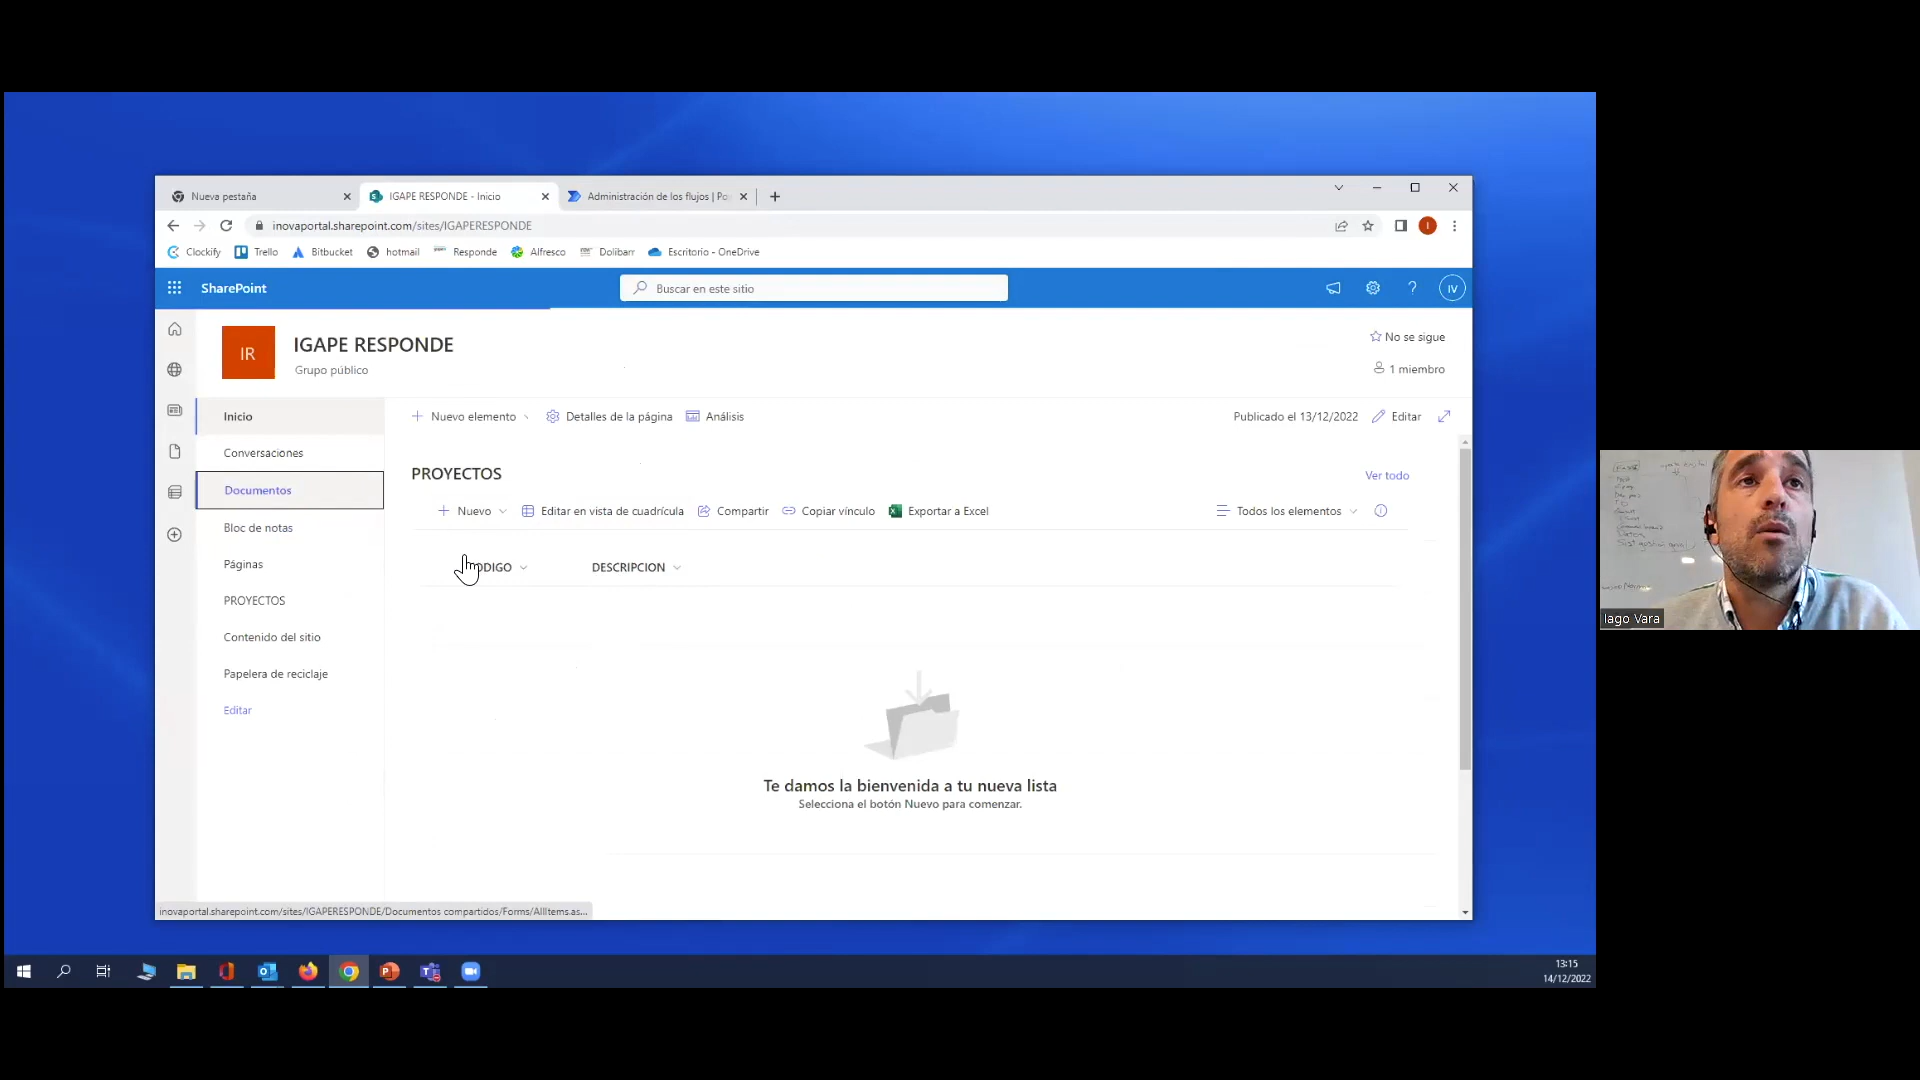 Nueva pestaña
IGAPE RESPONDE - Inicio
Administración de los flujos | Po
inovaportal.sharepoint.com/sites/IGAPERESPONDE
I
Clockify
Trello
Bitbucket
hotmail
Responde
Alfresco
Dolibarr
Escritorio - OneDrive
SharePoint
Buscar en este sitio
?
IV
IR
IGAPE RESPONDE
Grupo público
No se sigue
1 miembro
Inicio
Conversaciones
Documentos
Bloc de notas
Páginas
PROYECTOS
Contenido del sitio
Papelera de reciclaje
Editar
Nuevo elemento
Detalles de la página
Análisis
Publicado el 13/12/2022
Editar
PROYECTOS
Ver todo
Nuevo
Editar en vista de cuadrícula
Compartir
Copiar vínculo
Exportar a Excel
Todos los elementos
ODIGO
DESCRIPCION
Te damos la bienvenida a tu nueva lista
Selecciona el botón Nuevo para comenzar.
inovaportal.sharepoint.com/sites/IGAPERESPONDE/Documentos compartidos/Forms/AllItems.as...
13:15
14/12/2022
Iago Vara